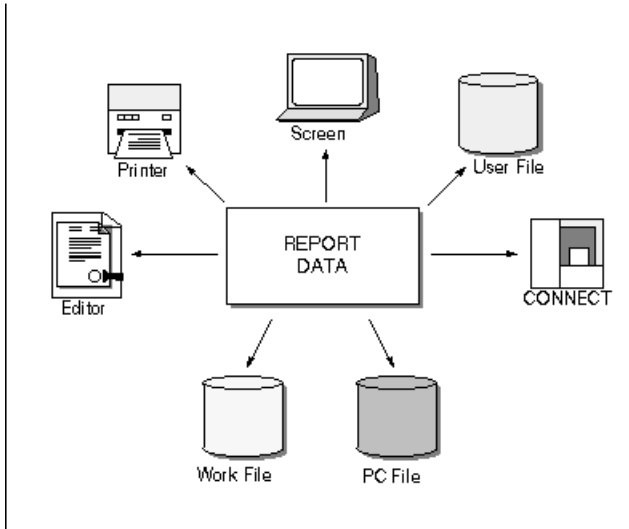 Screen
Printer
User File
REPORT
DATA
Editor
CONNECT
Work File
PC File